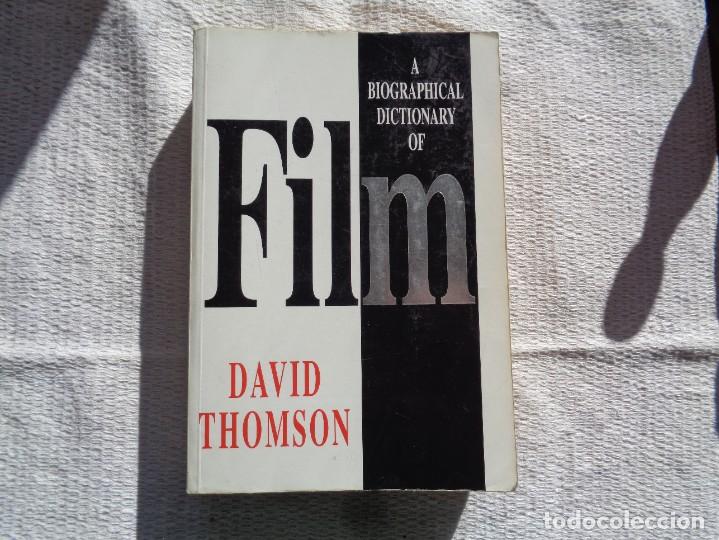 A
BIOGRAPHICAL
DICTIONARY
OF
Film
DAVID
THOMSON
todocoleccion